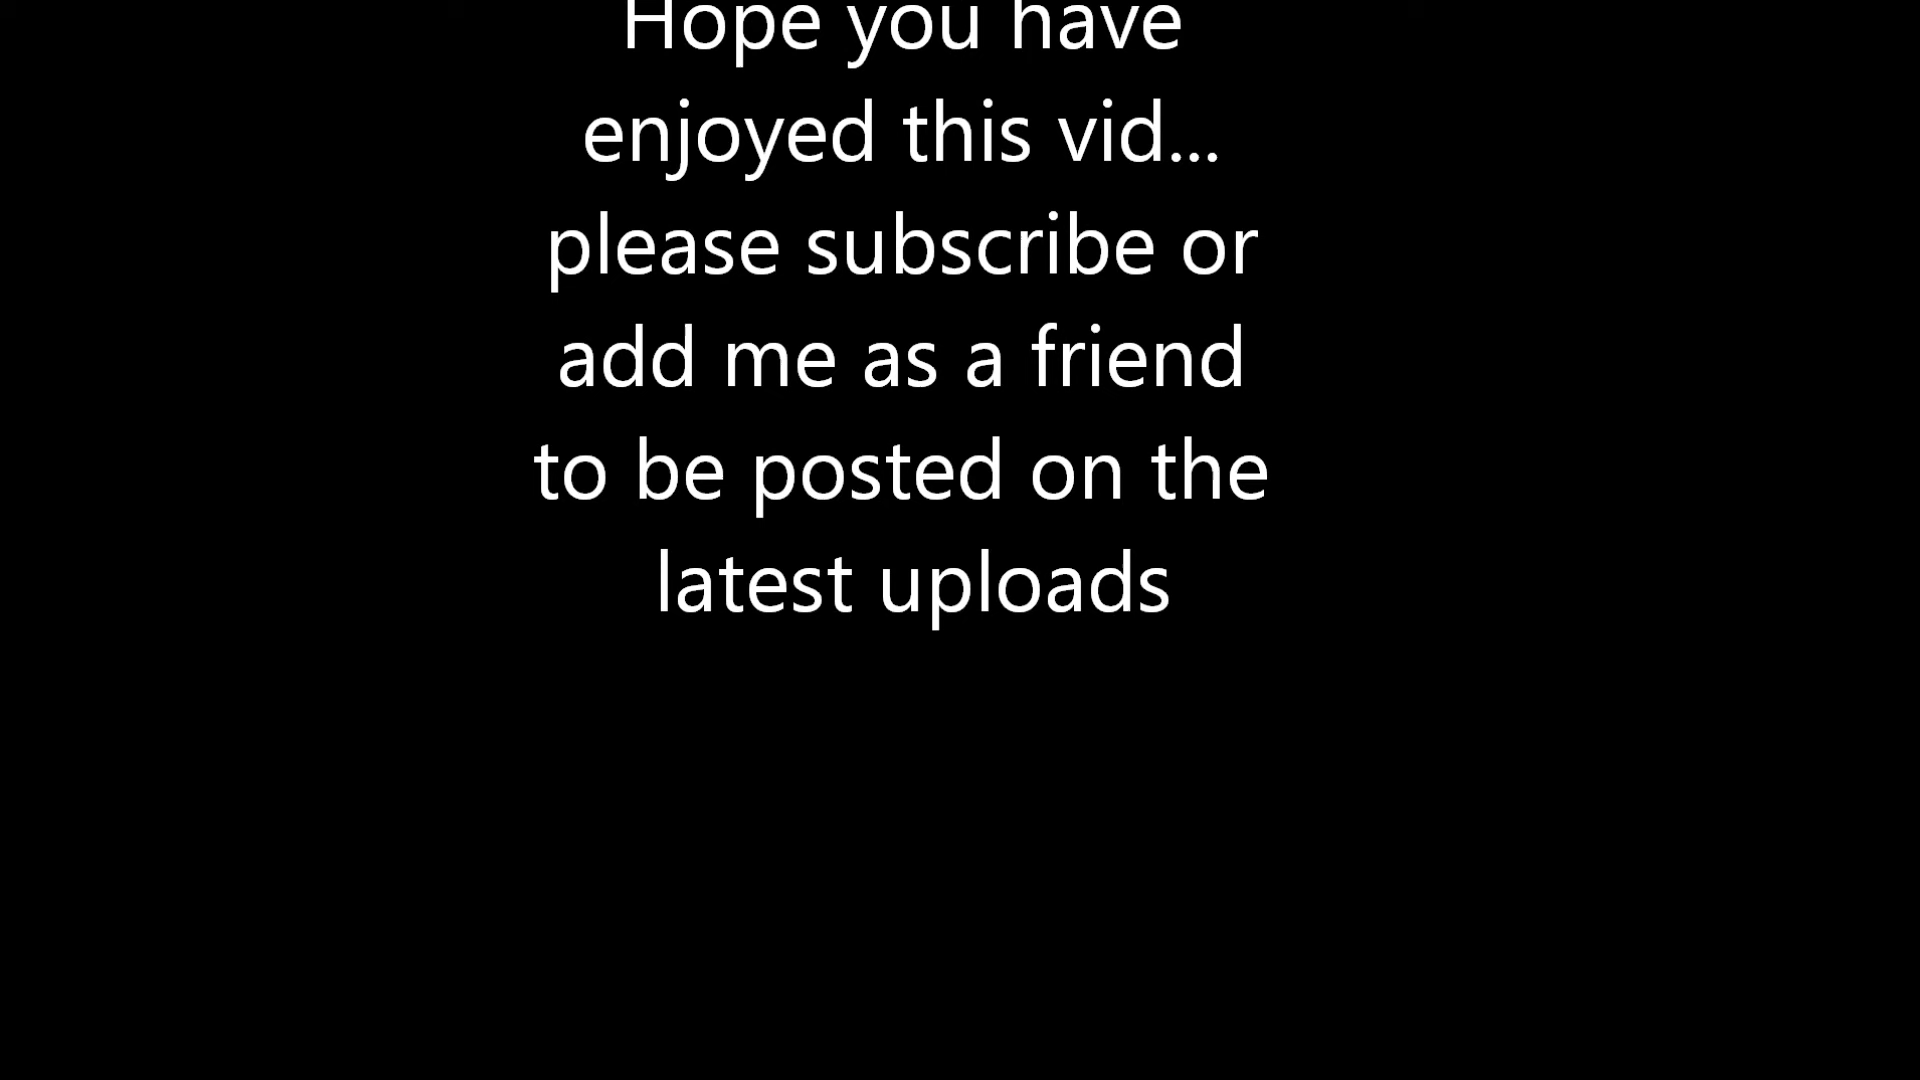 Hope you have
enjoyed this vid...
please subscribe or
add me as a friend
to be posted on the
latest uploads